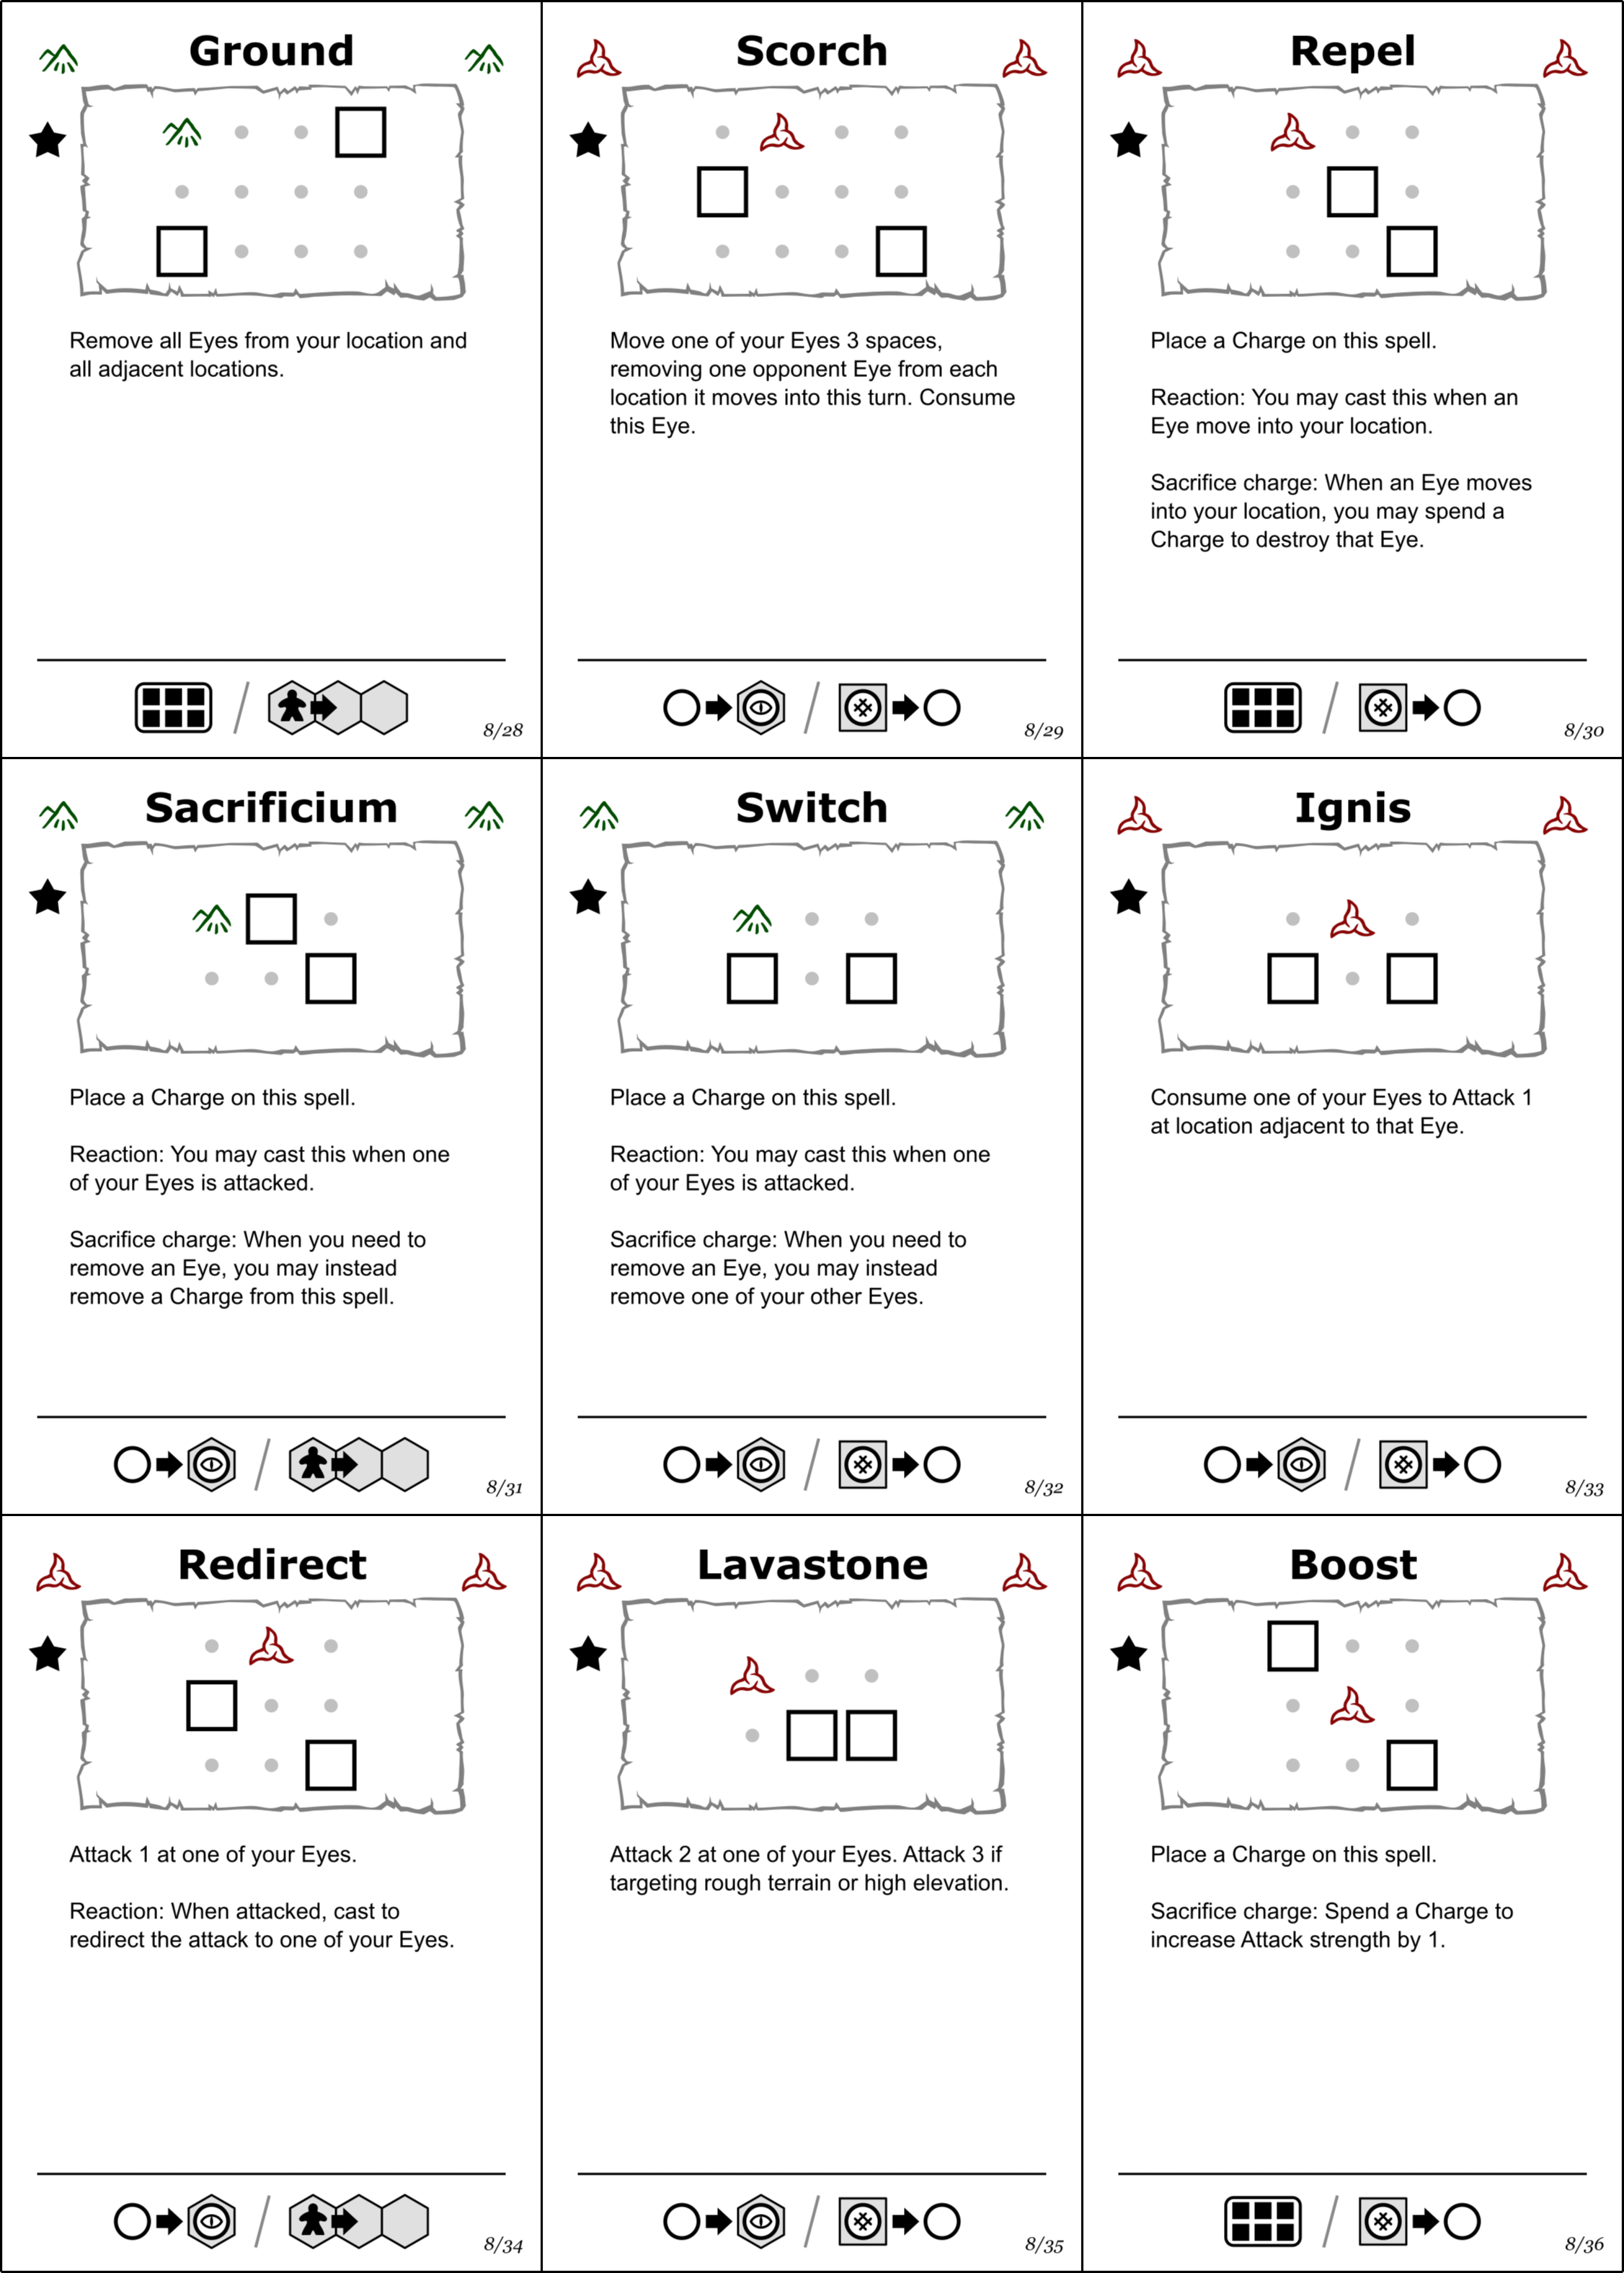 Ground
Remove all Eyes from your location and
all adjacent locations.
8/28
Scorch
Move one of your Eyes 3 spaces,
removing one opponent Eye from each
location it moves into this turn. Consume
this Eye.
8/29
Repel
Place a Charge on this spell.
Reaction: You may cast this when an
Eye move into your location.
Sacrifice charge: When an Eye moves
into your location, you may spend a
Charge to destroy that Eye.
8/30
Sacrificium
Place a Charge on this spell.
Reaction: You may cast this when one
of your Eyes is attacked.
Sacrifice charge: When you need to
remove an Eye, you may instead
remove a Charge from this spell.
8/31
Switch
Place a Charge on this spell.
Reaction: You may cast this when one
of your Eyes is attacked.
Sacrifice charge: When you need to
remove an Eye, you may instead
remove one of your other Eyes.
8/32
Ignis
Consume one of your Eyes to Attack 1
at location adjacent to that Eye.
8/33
Redirect
Attack 1 at one of your Eyes.
Reaction: When attacked, cast to
redirect the attack to one of your Eyes.
8/34
Lavastone
Attack 2 at one of your Eyes. Attack 3 if
targeting rough terrain or high elevation.
8/35
Boost
Place a Charge on this spell.
Sacrifice charge: Spend a Charge to
increase Attack strength by 1.
8/36